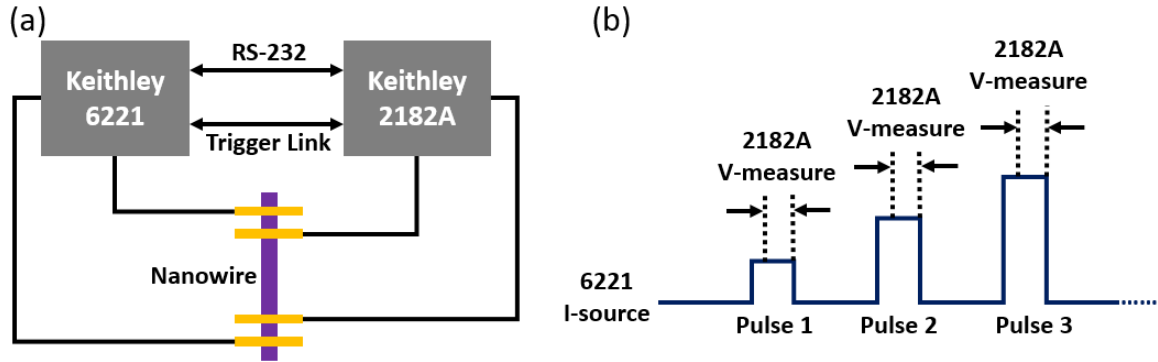 (a)
RS-232
Keithley
6221
Keithley
2182A
Trigger Link
Nanowire
(b)
2182A
V-measure
2182A
V-measure
2182A
V-measure
6221
I-source
Pulse 1
Pulse 2
Pulse 3